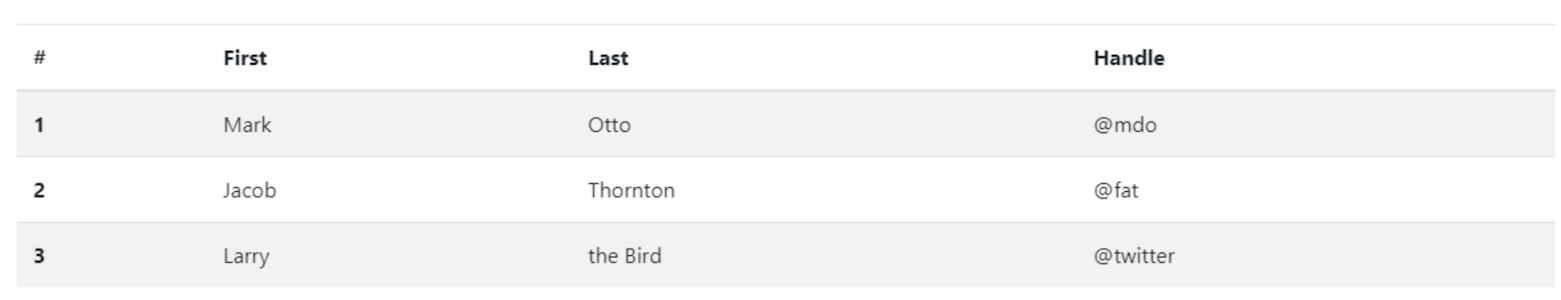 # First Last Handle
1 Mark Otto @mdo
2 Jacob Thornton @fat
3 Larry the Bird @twitter